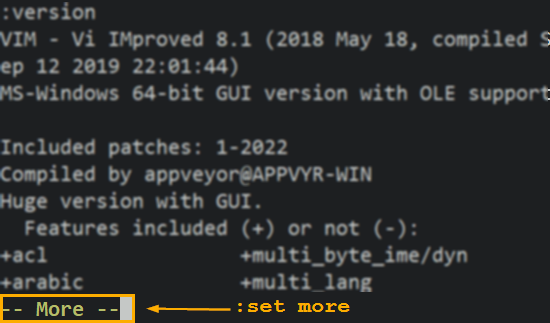 :version
VIM - Vi IMproved 8.1 (2018 May 18, compiled S
ep 12 2019 22:01:44)
MS-Windows 64-bit GUI version with OLE support
Included patches: 1-2022
Compiled by appveyor@APPVYR-WIN
Huge version with GUI.
Features included (+) or not (-):
+acl +multi_byte_ime/dyn
+arabic +multi_lang
-- More -- :set more